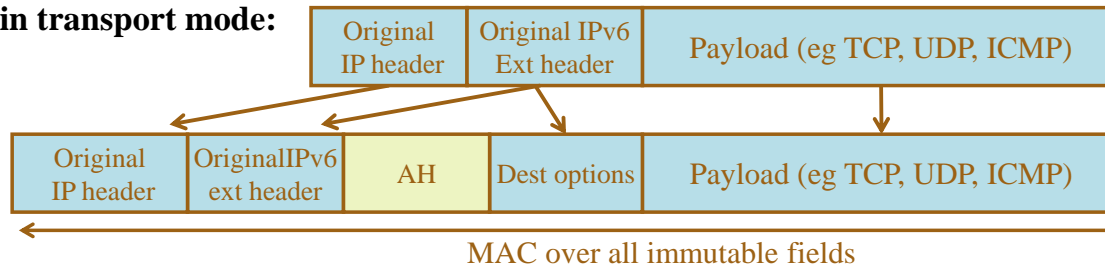 in transport mode:
Original
IP header
Original IPv6
Ext header
Payload (eg TCP, UDP, ICMP)
Original
IP header
OriginalIPv6
ext header
AH
Dest options
Payload (eg TCP, UDP, ICMP)
MAC over all immutable fields